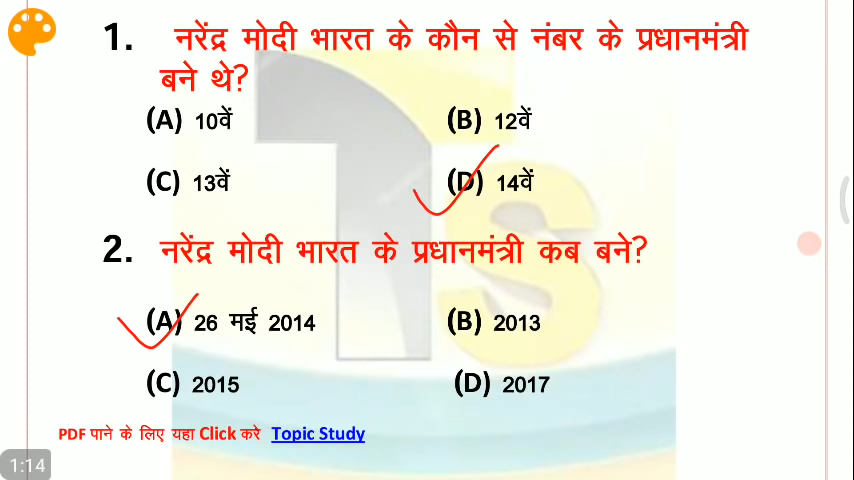 1. नरेंद्र मोदी भारत के कौन से नंबर के प्रधानमंत्री
बने थे?
(A) 10वें (B) 12वें
(C) 13वें (D) 14वें
2. नरेंद्र मोदी भारत के प्रधानमंत्री कब बने?
(A) 26 मई 2014 (B) 2013
(C) 2015 (D) 2017
PDF पाने के लिए यहा Click करे Topic Study
1:14